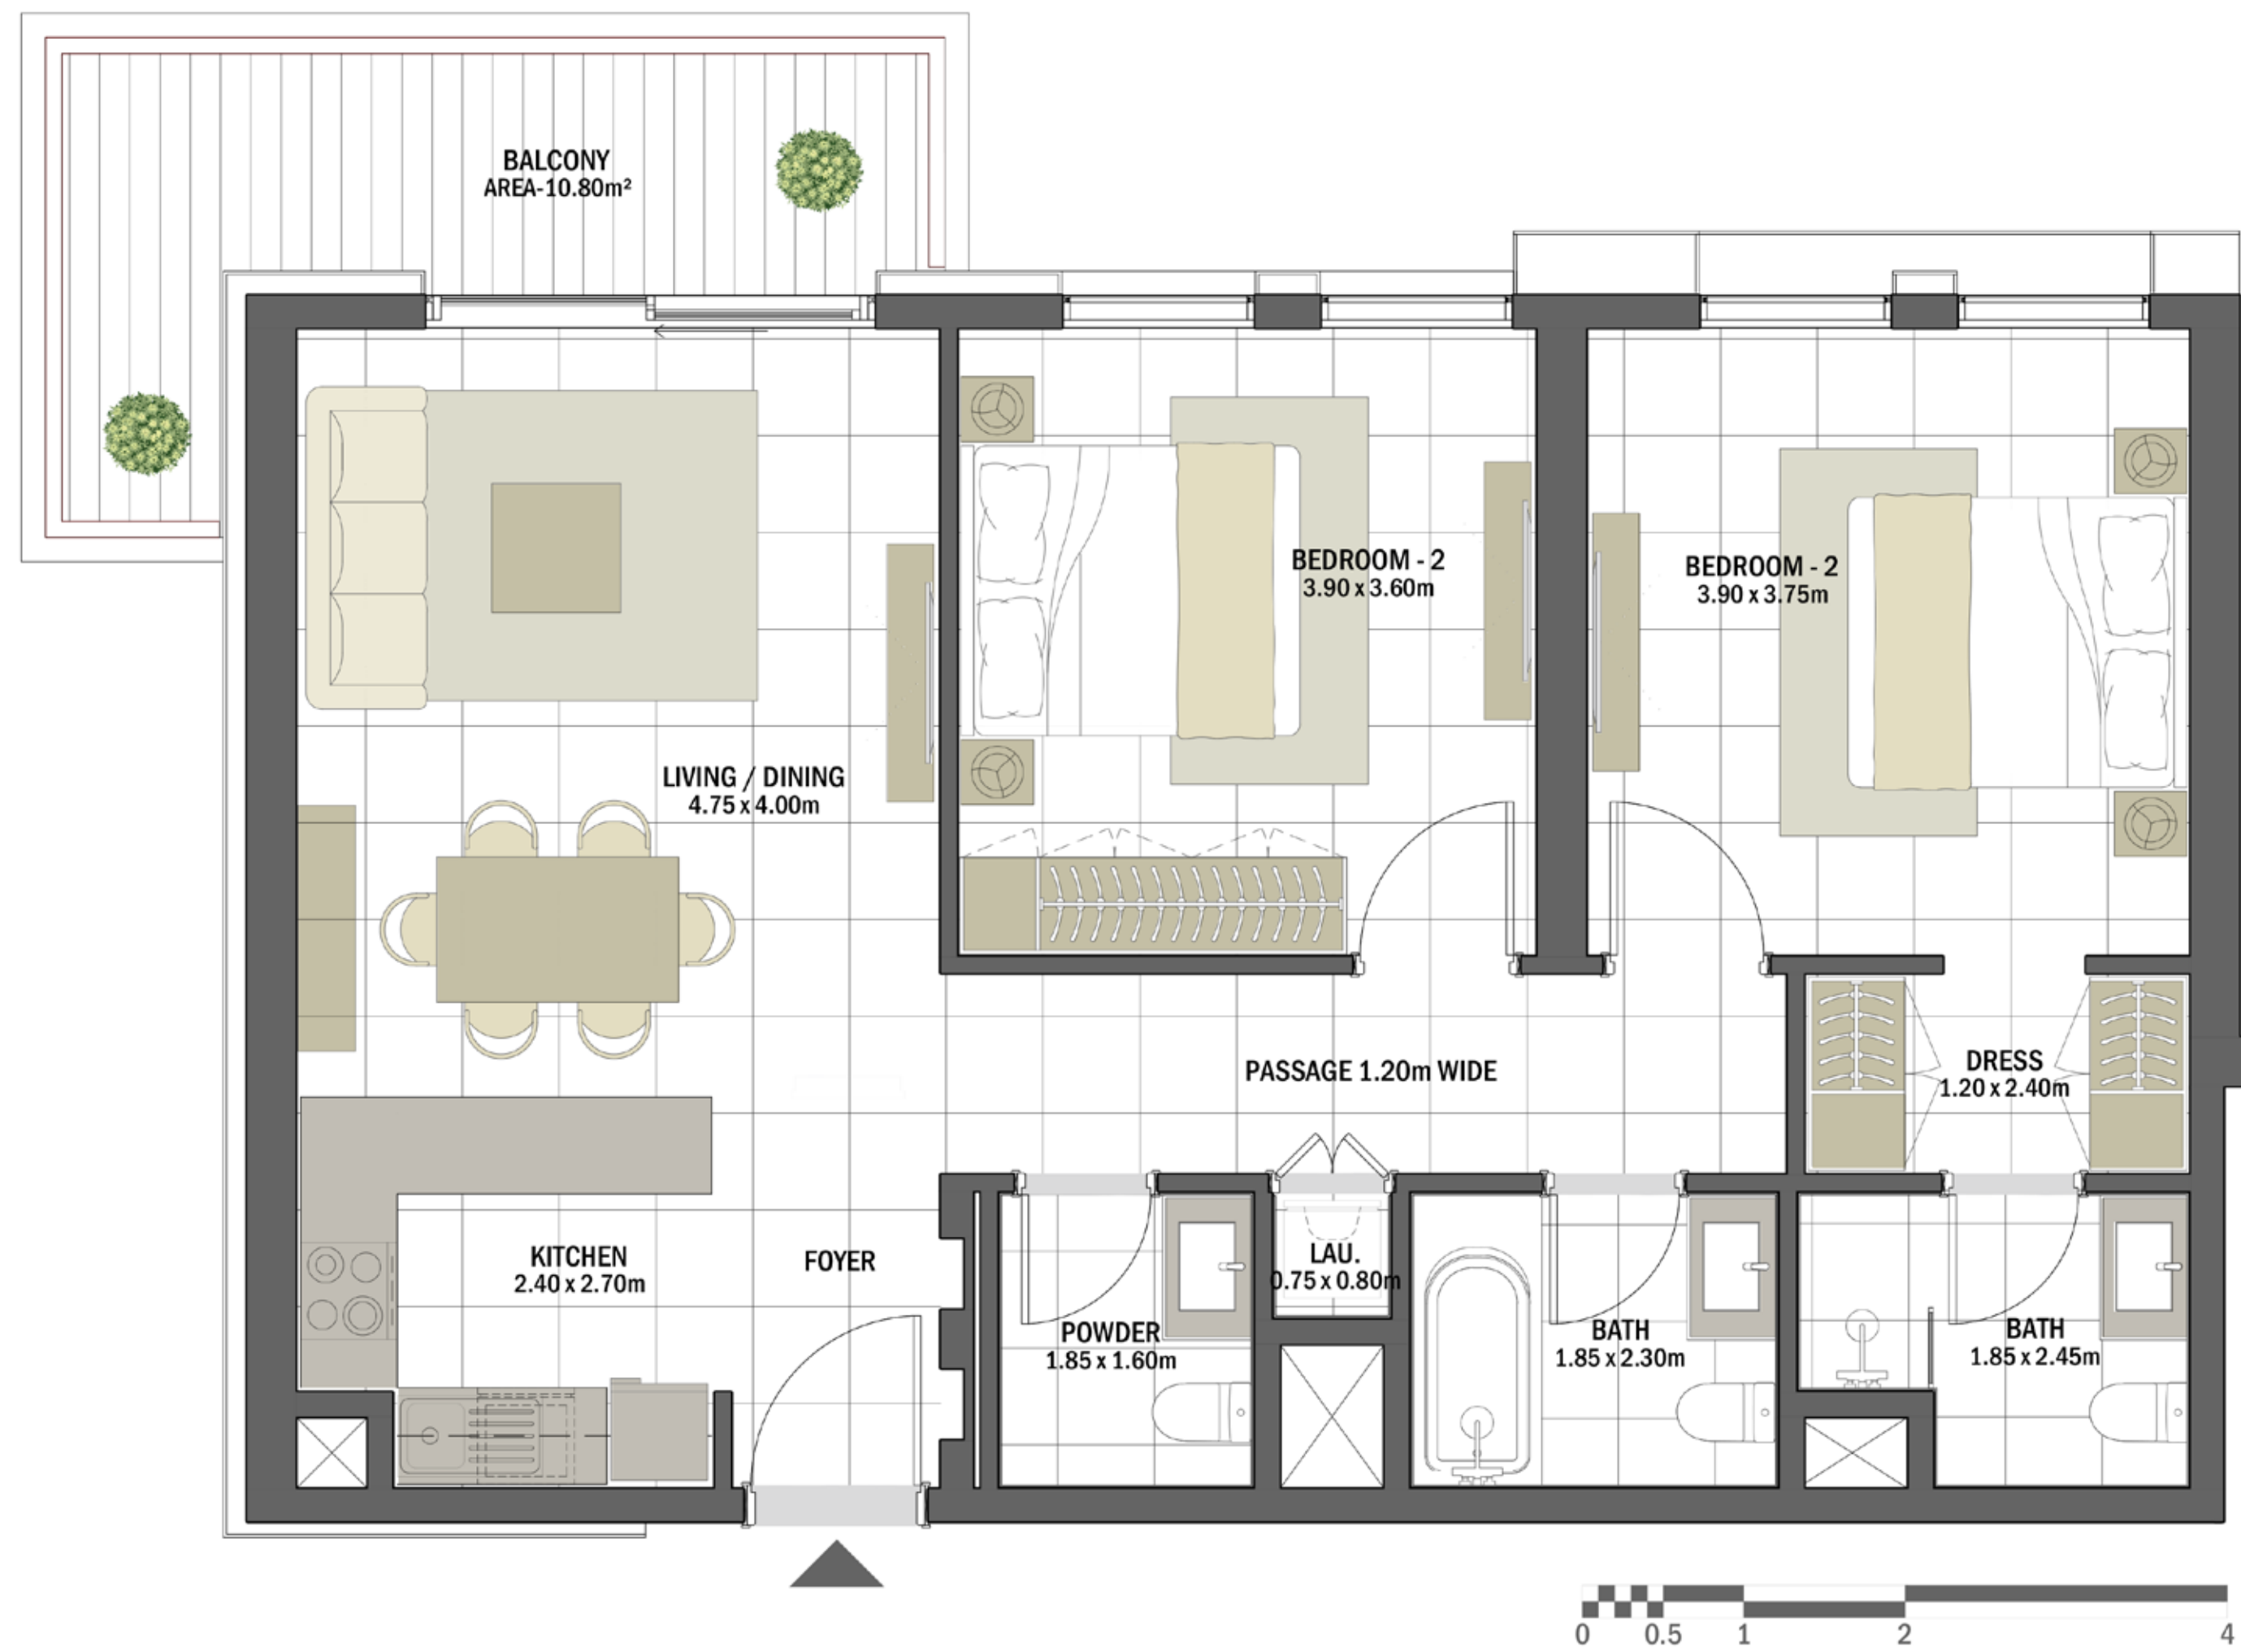 BALCONY
AREA-10.80m²
BEDROOM - 2
3.90 x 3.60m
BEDROOM - 2
3.90 x 3.75m
LIVING / DINING
4.75 x 4.00m
PASSAGE 1.20m WIDE
DRESS
1.20 x 2.40m
KITCHEN
2.40 x 2.70m
FOYER
LAU.
0.75 x 0.80m
POWDER
1.85 x 1.60m
BATH
1.85 x 2.30m
BATH
1.85 x 2.45m
0 0.5 1 2 4